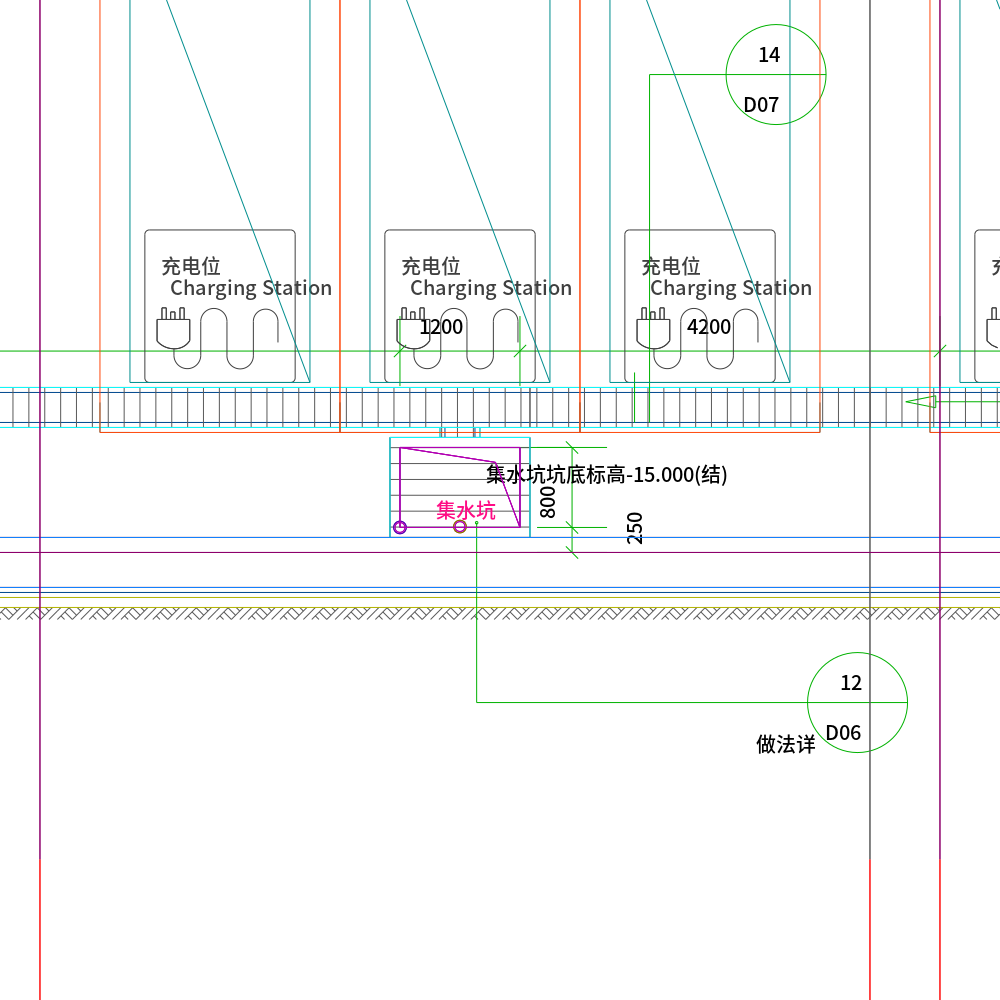 14
D07
充电位
Charging Station
充电位
Charging Station
充电位
Charging Station
1200
4200
集水坑坑底标高-15.000(结)
800
集水坑
250
12
D06
做法详